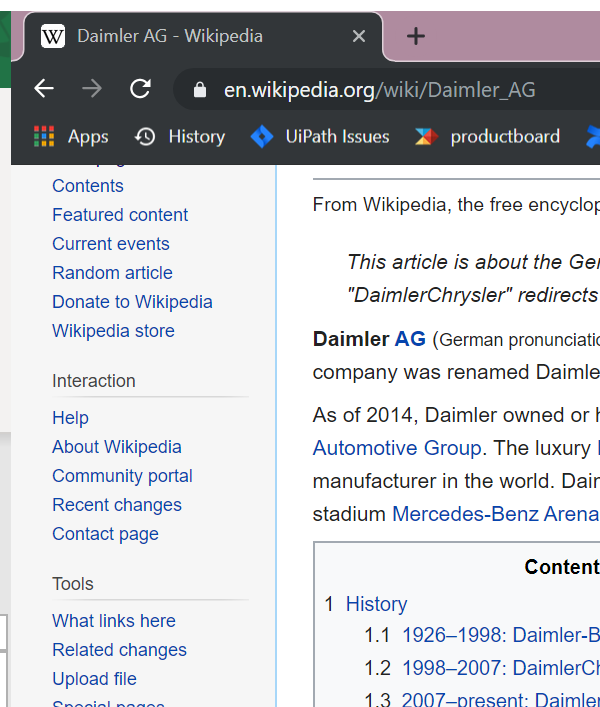 W Daimler AG - Wikipedia
en.wikipedia.org/wiki/Daimler_AG
Apps History UiPath Issues productboard
Contents
Featured content
Current events
Random article
Donate to Wikipedia
Wikipedia store
Interaction
Help
About Wikipedia
Community portal
Recent changes
Contact page
Tools
What links here
Related changes
Upload file
Special pages
From Wikipedia, the free encyclop
This article is about the Ger
"DaimlerChrysler" redirects
Daimler AG (German pronunciatio
company was renamed Daimle
As of 2014, Daimler owned or h
Automotive Group. The luxury
manufacturer in the world. Daim
stadium Mercedes-Benz Arena
Content
1 History
1.1 1926–1998: Daimler-B
1.2 1998–2007: DaimlerCh
1.3 2007–present: Daimler